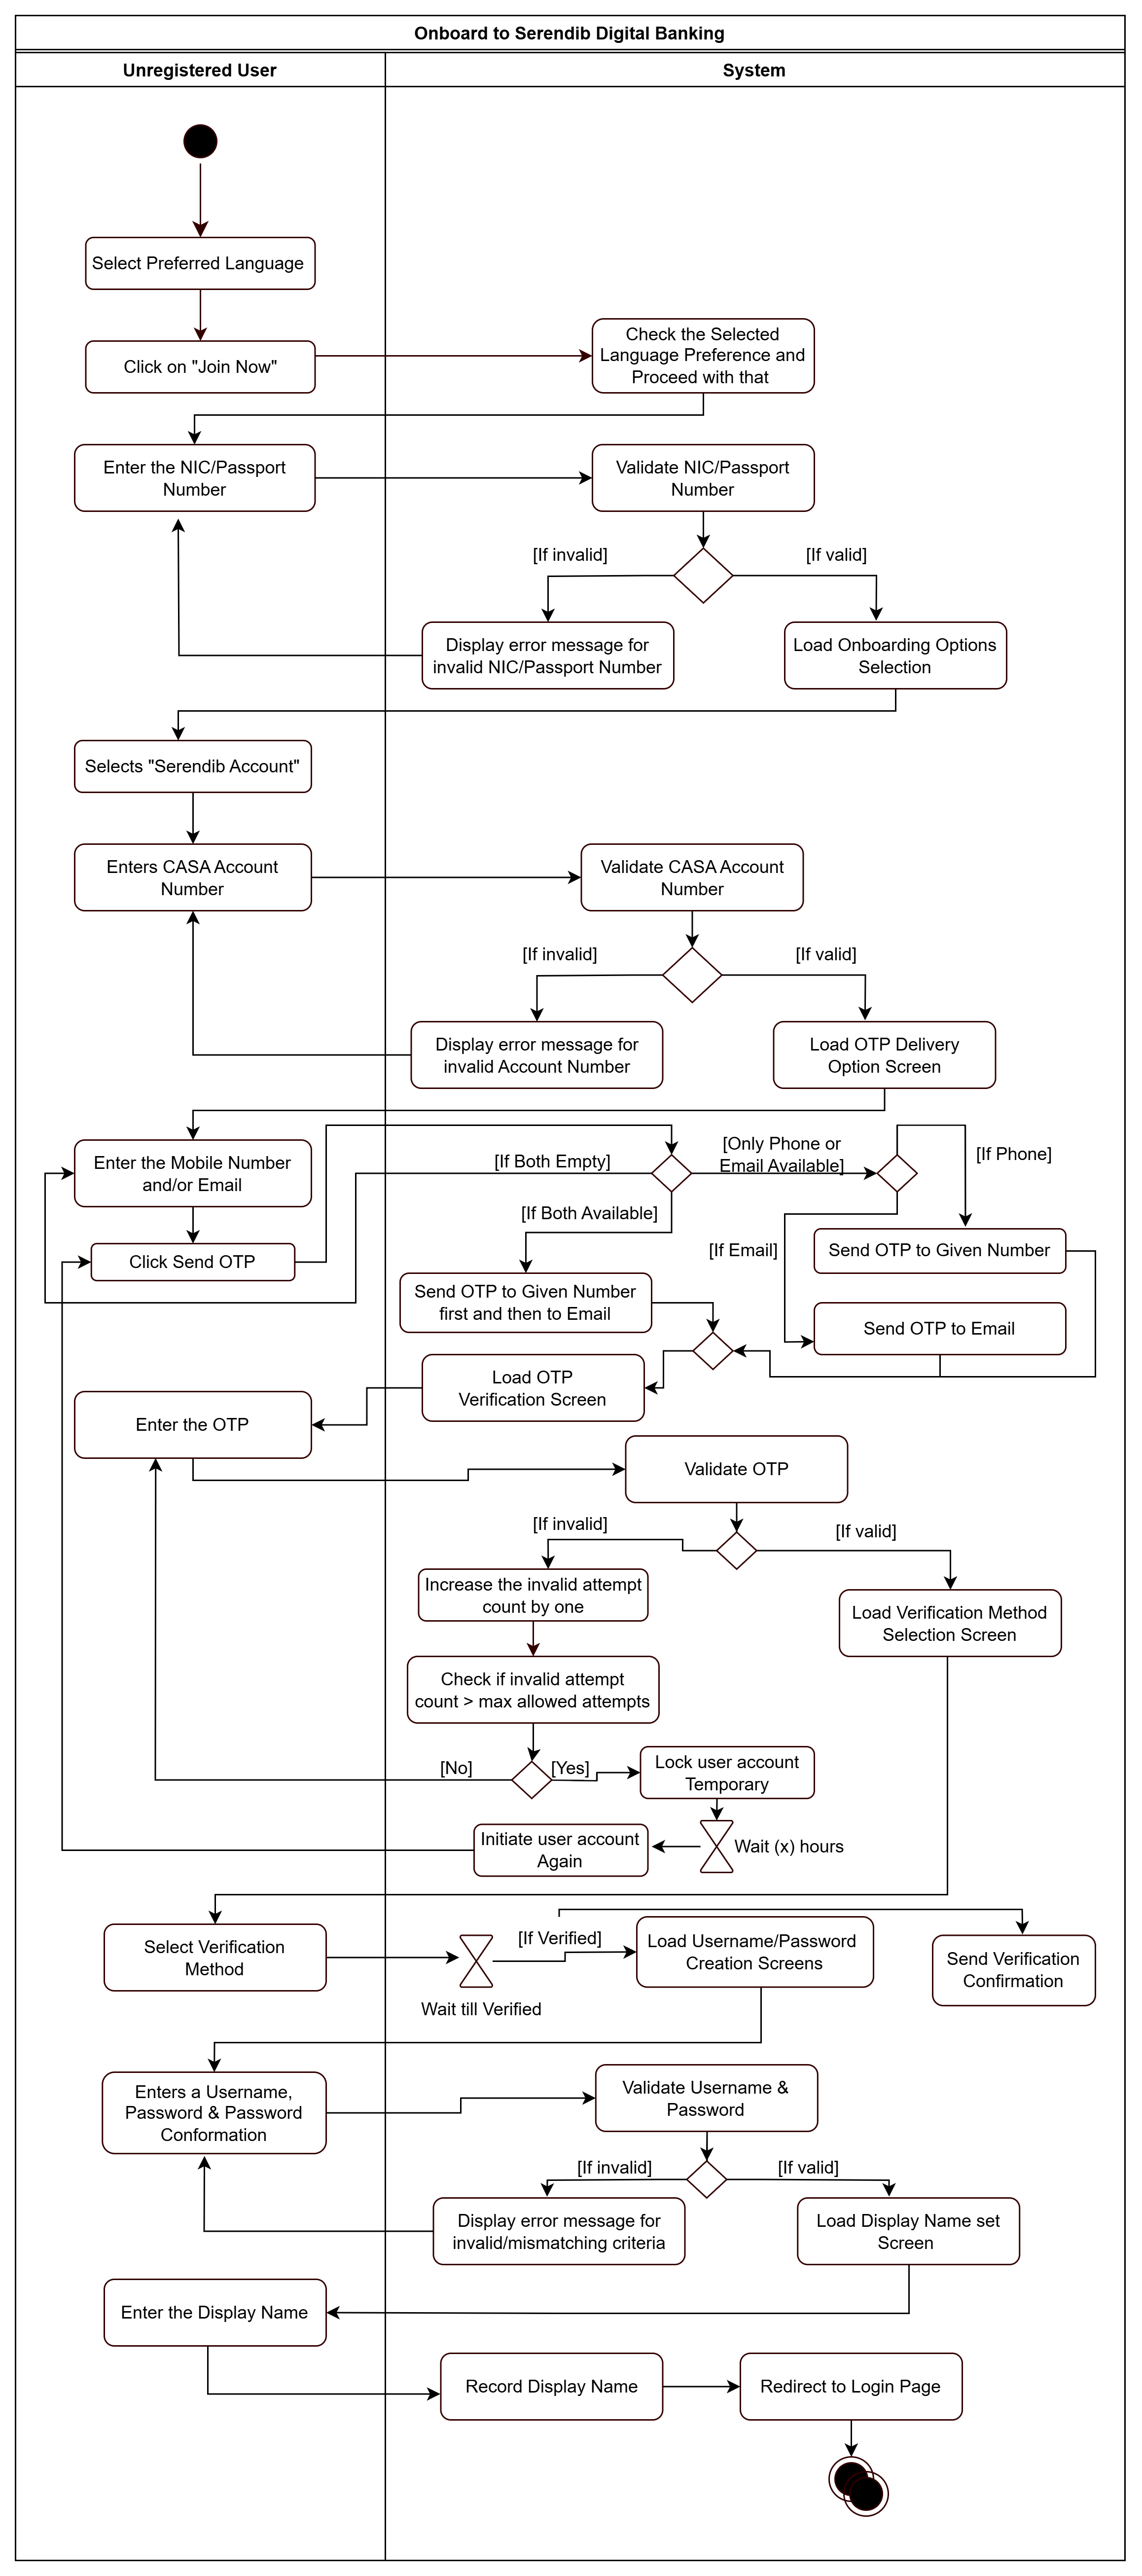 Onboard to Serendib Digital Banking
Unregistered User
System
Select Preferred Language
Click on "Join Now"
Check the Selected
Language Preference and
Proceed with that
Enter the NIC/Passport
Number
Validate NIC/Passport
Number
[If invalid]
[If valid]
Display error message for
invalid NIC/Passport Number
Load Onboarding Options
Selection
Selects "Serendib Account"
Enters CASA Account
Number
Validate CASA Account
Number
[If invalid]
[If valid]
Display error message for
invalid Account Number
Load OTP Delivery
Option Screen
Enter the Mobile Number
and/or Email
[If Both Empty]
[Only Phone or
Email Available]
[If Phone]
[If Both Available]
[If Email]
Click Send OTP
Send OTP to Given Number
Send OTP to Given Number
first and then to Email
Send OTP to Email
Load OTP
Verification Screen
Enter the OTP
Validate OTP
[If invalid]
[If valid]
Increase the invalid attempt
count by one
Load Verification Method
Selection Screen
Check if invalid attempt
count > max allowed attempts
[No]
[Yes]
Lock user account
Temporary
Initiate user account
Again
Wait (x) hours
Select Verification
Method
[If Verified]
Wait till Verified
Load Username/Password
Creation Screens
Send Verification
Confirmation
Enters a Username,
Password & Password
Conformation
Validate Username &
Password
[If invalid]
[If valid]
Display error message for
invalid/mismatching criteria
Load Display Name set
Screen
Enter the Display Name
Record Display Name
Redirect to Login Page